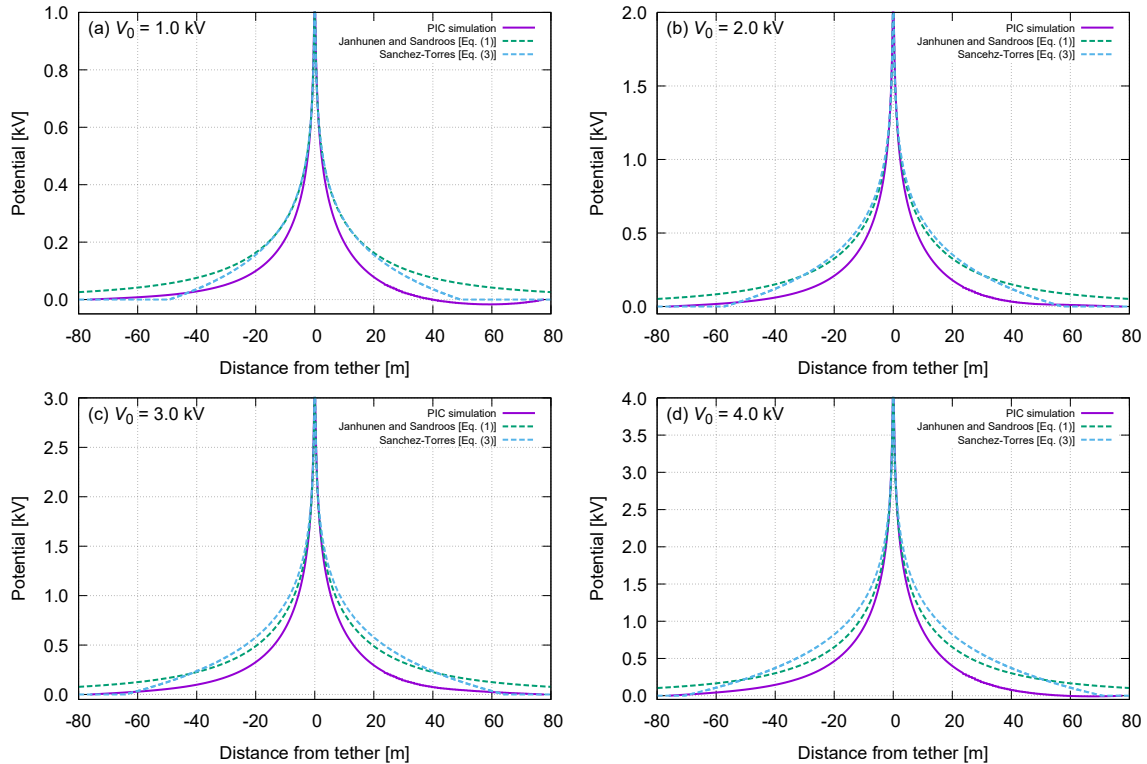 (a) V0 = 1.0 kV
PIC simulation
Janhunen and Sandroos [Eq. (1)]
Sanchez-Torres [Eq. (3)]
Potential [kV]
1.0
0.8
0.6
0.4
0.2
0.0
-80 -60 -40 -20 0 20 40 60 80
Distance from tether [m]
(b) V0 = 2.0 kV
PIC simulation
Janhunen and Sandroos [Eq. (1)]
Sancehz-Torres [Eq. (3)]
Potential [kV]
2.0
1.5
1.0
0.5
0.0
-80 -60 -40 -20 0 20 40 60 80
Distance from tether [m]
(c) V0 = 3.0 kV
PIC simulation
Janhunen and Sandroos [Eq. (1)]
Sanchez-Torres [Eq. (3)]
Potential [kV]
3.0
2.5
2.0
1.5
1.0
0.5
0.0
-80 -60 -40 -20 0 20 40 60 80
Distance from tether [m]
(d) V0 = 4.0 kV
PIC simulation
Janhunen and Sandroos [Eq. (1)]
Sanchez-Torres [Eq. (3)]
Potential [kV]
4.0
3.5
3.0
2.5
2.0
1.5
1.0
0.5
0.0
-80 -60 -40 -20 0 20 40 60 80
Distance from tether [m]